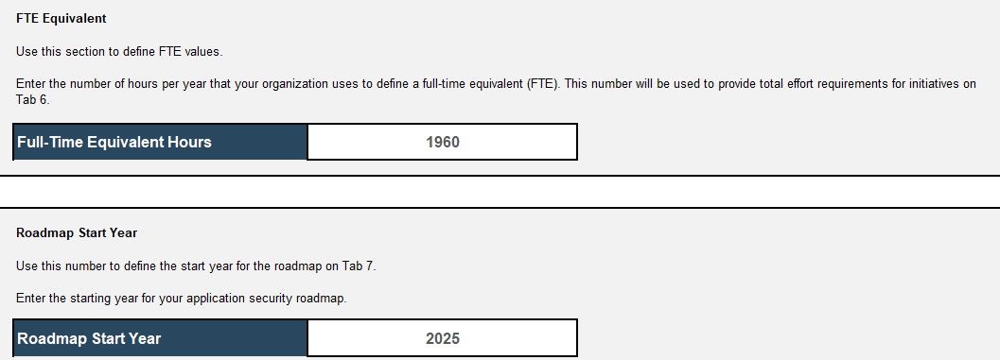 FTE Equivalent
Use this section to define FTE values.
Enter the number of hours per year that your organization uses to define a full-time equivalent (FTE). This number will be used to provide total effort requirements for initiatives on
Tab 6.
Full-Time Equivalent Hours 1960
Roadmap Start Year
Use this number to define the start year for the roadmap on Tab 7.
Enter the starting year for your application security roadmap.
Roadmap Start Year 2025